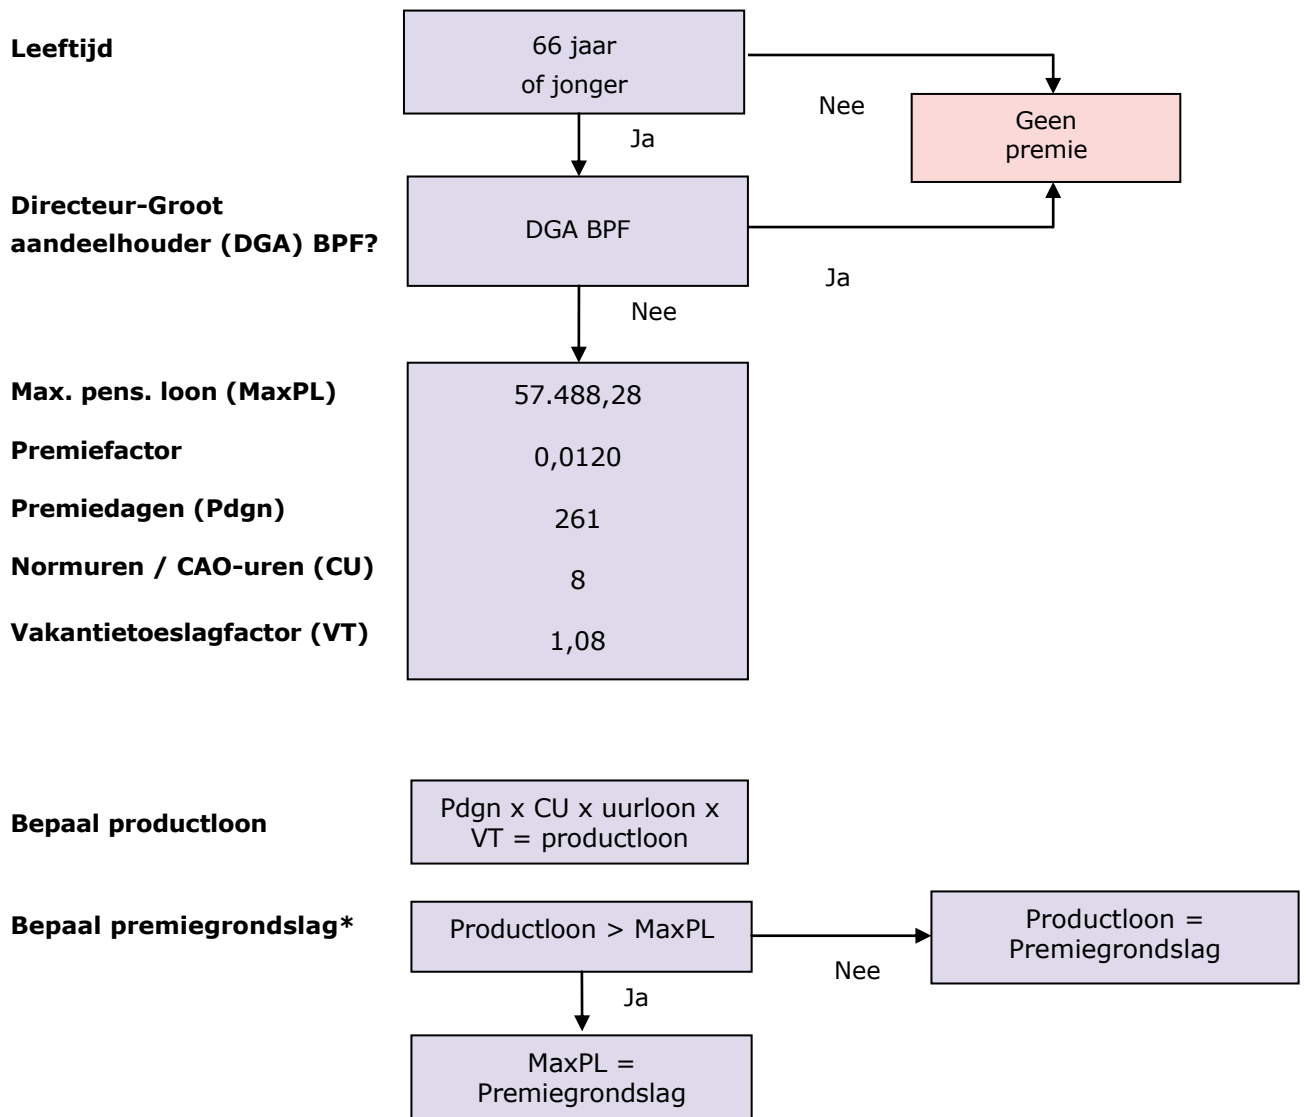 Leeftijd
66 jaar
of jonger
Nee
Geen
premie
Ja
Directeur-Groot
aandeelhouder (DGA) BPF?
DGA BPF
Ja
Nee
Max. pens. loon (MaxPL)
57.488,28
Premiefactor
0,0120
Premiedagen (Pdgn)
261
Normuren / CAO-uren (CU)
8
Vakantietoeslagfactor (VT)
1,08
Bepaal productloon
Pdgn x CU x uurloon x
VT = productloon
Bepaal premiegrondslag*
Productloon > MaxPL
Nee
Productloon =
Premiegrondslag
Ja
MaxPL =
Premiegrondslag